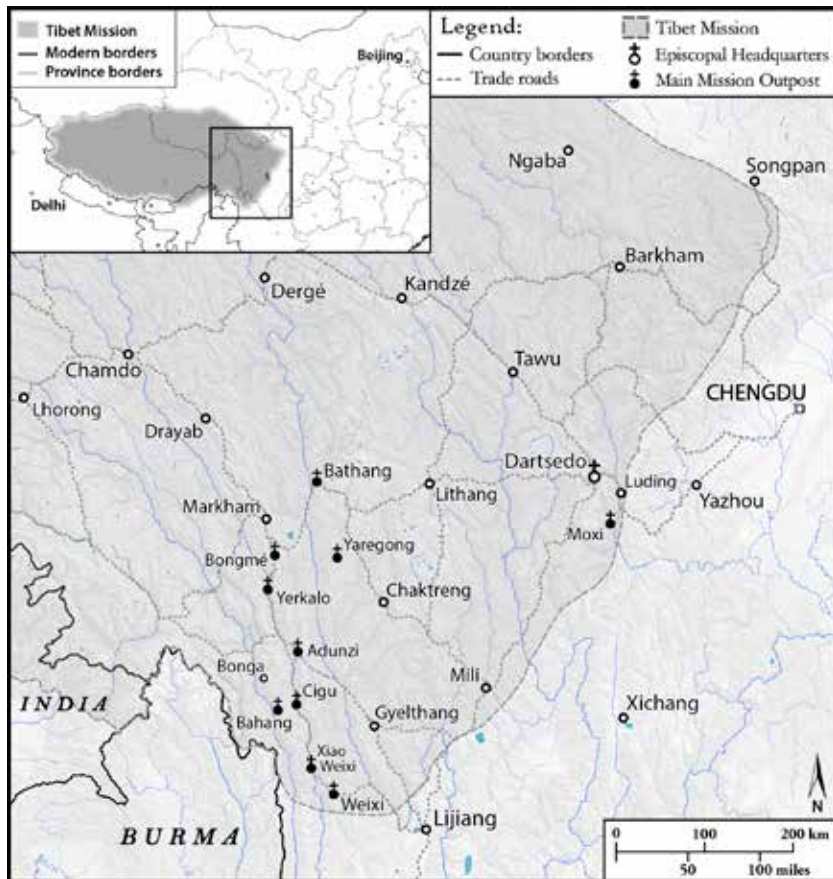 Tibet Mission
Modern borders
Province borders
Beijing
Delhi
Legend:
Country borders
Trade roads
Tibet Mission
Episcopal Headquarters
Main Mission Outpost
Ngaba
Songpan
Barkham
Dergé
Kandzé
Chamdo
Tawu
Lhorong
CHENGDU
Drayab
Dartsedo
Bathang
Lithang
Luding
Yazhou
Markham
Moxi
Bongmé
Yaregong
Yerkalo
Chaktreng
Adunzi
Bonga
Mili
Cigu
INDIA
Bahang
Gyelthang
Xichang
Xiao
Weixi
Weixi
BURMA
Lijiang
N
0 100 200 km
50 100 miles